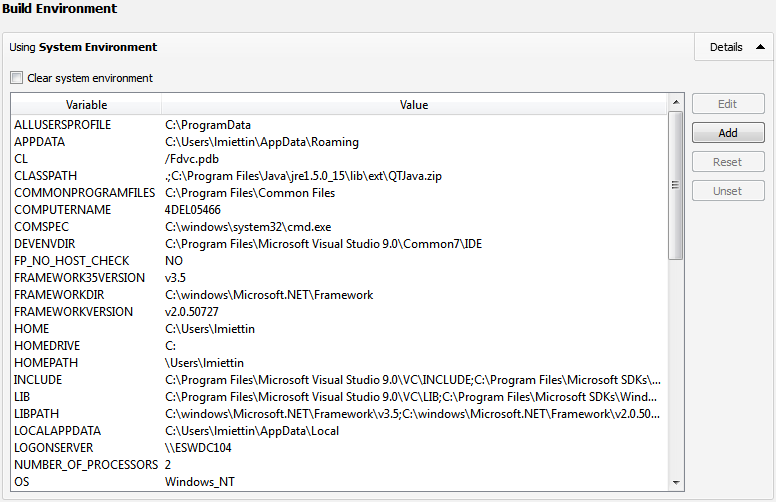 Build Environment
Using System Environment
Details
Clear system environment
Variable Value
Edit
Add
Reset
Unset
ALLUSERSPROFILE C:\ProgramData
APPDATA C:\Users\lmiettin\AppData\Roaming
CL /Fdvc.pdb
CLASSPATH .;C:\Program Files\Java\jre1.5.0_15\lib\ext\QTJava.zip
COMMONPROGRAMFILES C:\Program Files\Common Files
COMPUTERNAME 4DEL05466
COMSPEC C:\windows\system32\cmd.exe
DEVENVDIR C:\Program Files\Microsoft Visual Studio 9.0\Common7\IDE
FP_NO_HOST_CHECK NO
FRAMEWORK35VERSION v3.5
FRAMEWORKDIR C:\windows\Microsoft.NET\Framework
FRAMEWORKVERSION v2.0.50727
HOME C:\Users\lmiettin
HOMEDRIVE C:
HOMEPATH \Users\lmiettin
INCLUDE C:\Program Files\Microsoft Visual Studio 9.0\VC\INCLUDE;C:\Program Files\Microsoft SDKs\...
LIB C:\Program Files\Microsoft Visual Studio 9.0\VC\LIB;C:\Program Files\Microsoft SDKs\Wind...
LIBPATH C:\windows\Microsoft.NET\Framework\v3.5;C:\windows\Microsoft.NET\Framework\v2.0.50...
LOCALAPPDATA C:\Users\lmiettin\AppData\Local
LOGONSERVER \\ESWDC104
NUMBER_OF_PROCESSORS 2
OS Windows_NT